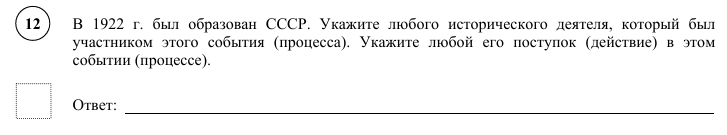 12 В 1922 г. был образован СССР. Укажите любого исторического деятеля, который был
участником этого события (процесса). Укажите любой его поступок (действие) в этом
событии (процессе).
Ответ: